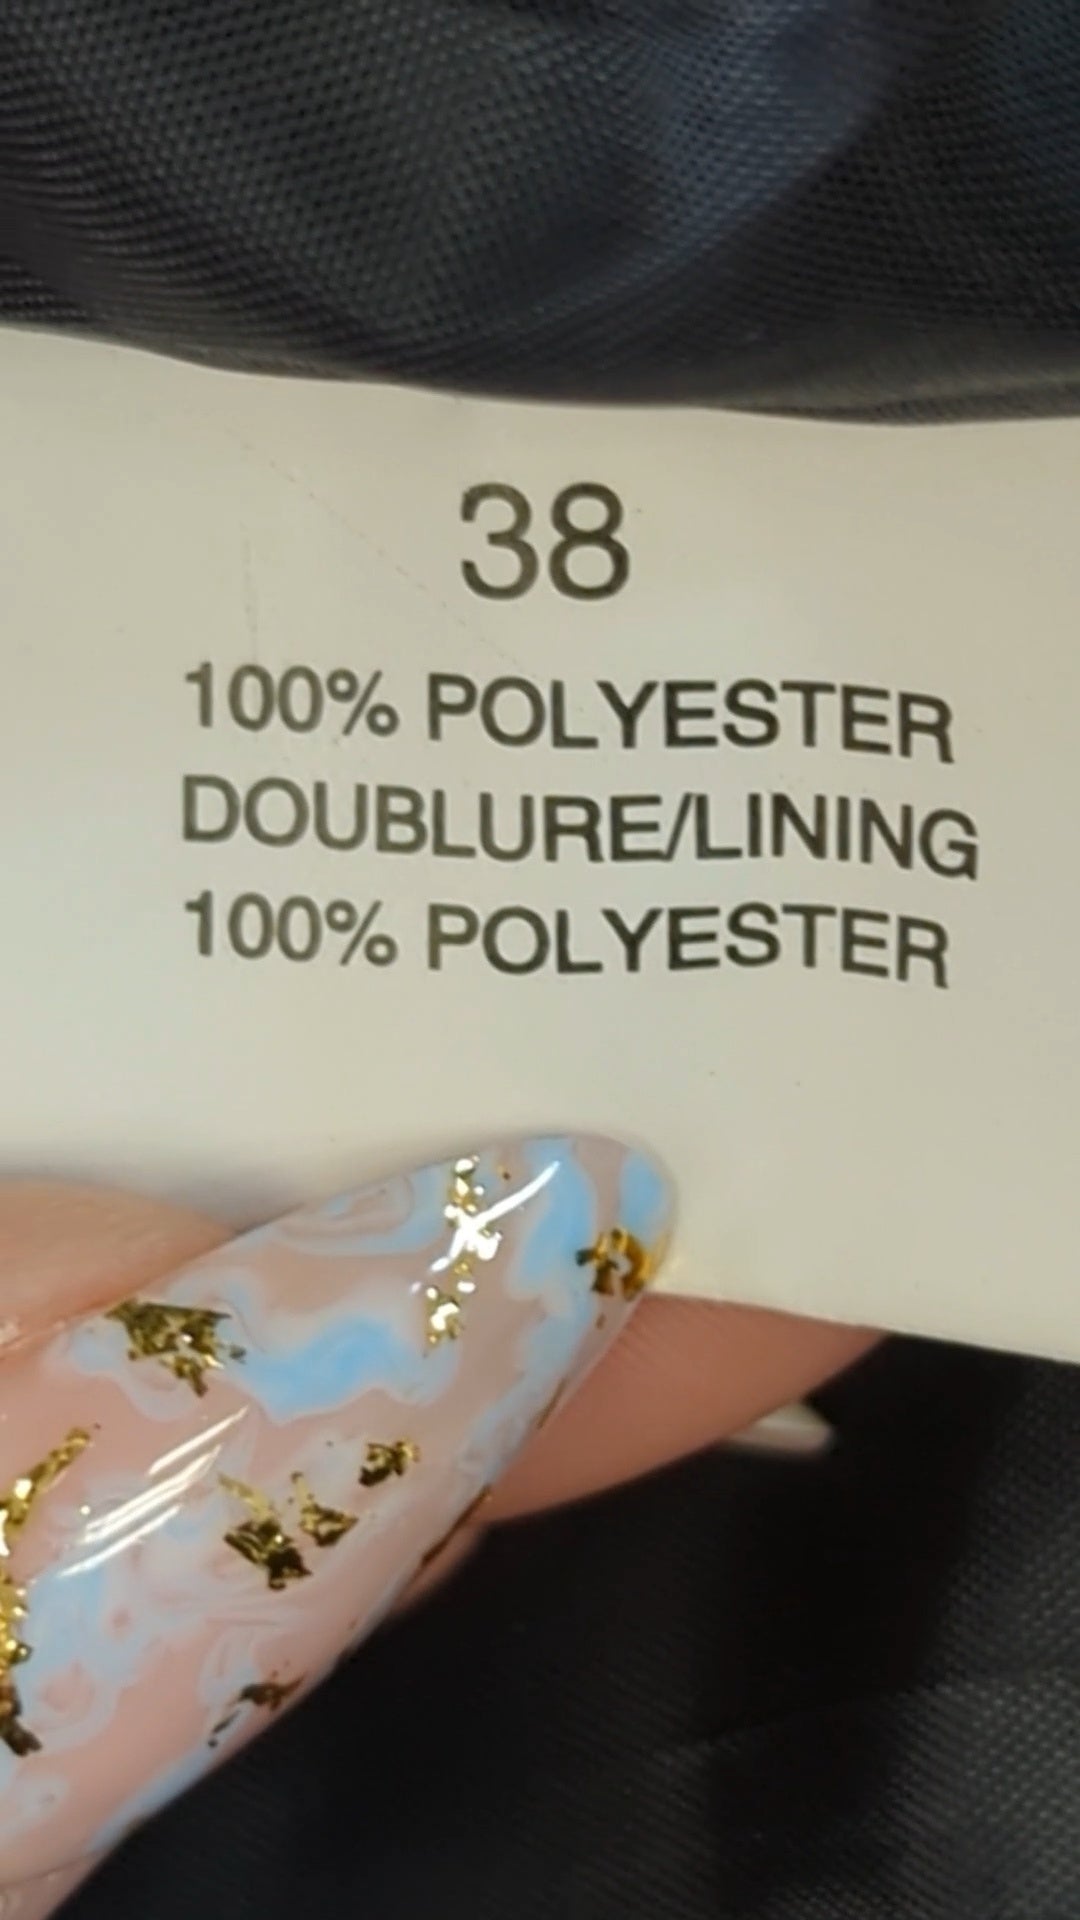 38
100% POLYESTER
DOUBLURE/LINING
100% POLYESTER